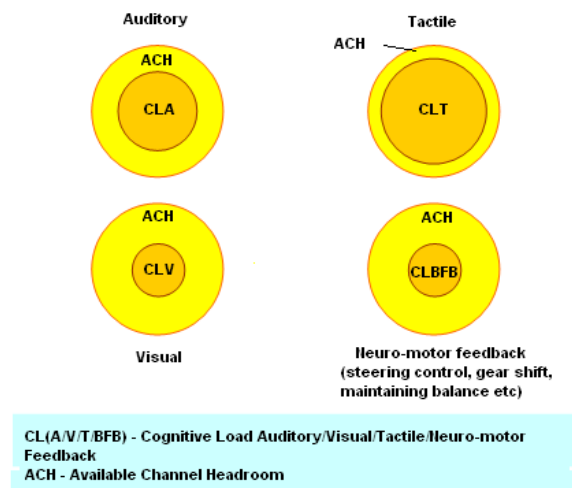 Auditory
Tactile
ACH
ACH
CLA
CLT
ACH
ACH
CLV
CLBFB
Visual
Neuro-motor feedback
(steering control, gear shift,
maintaining balance etc)
CL(A/V/T/BFB) - Cognitive Load Auditory/Visual/Tactile/Neuro-motor
Feedback
ACH - Available Channel Headroom